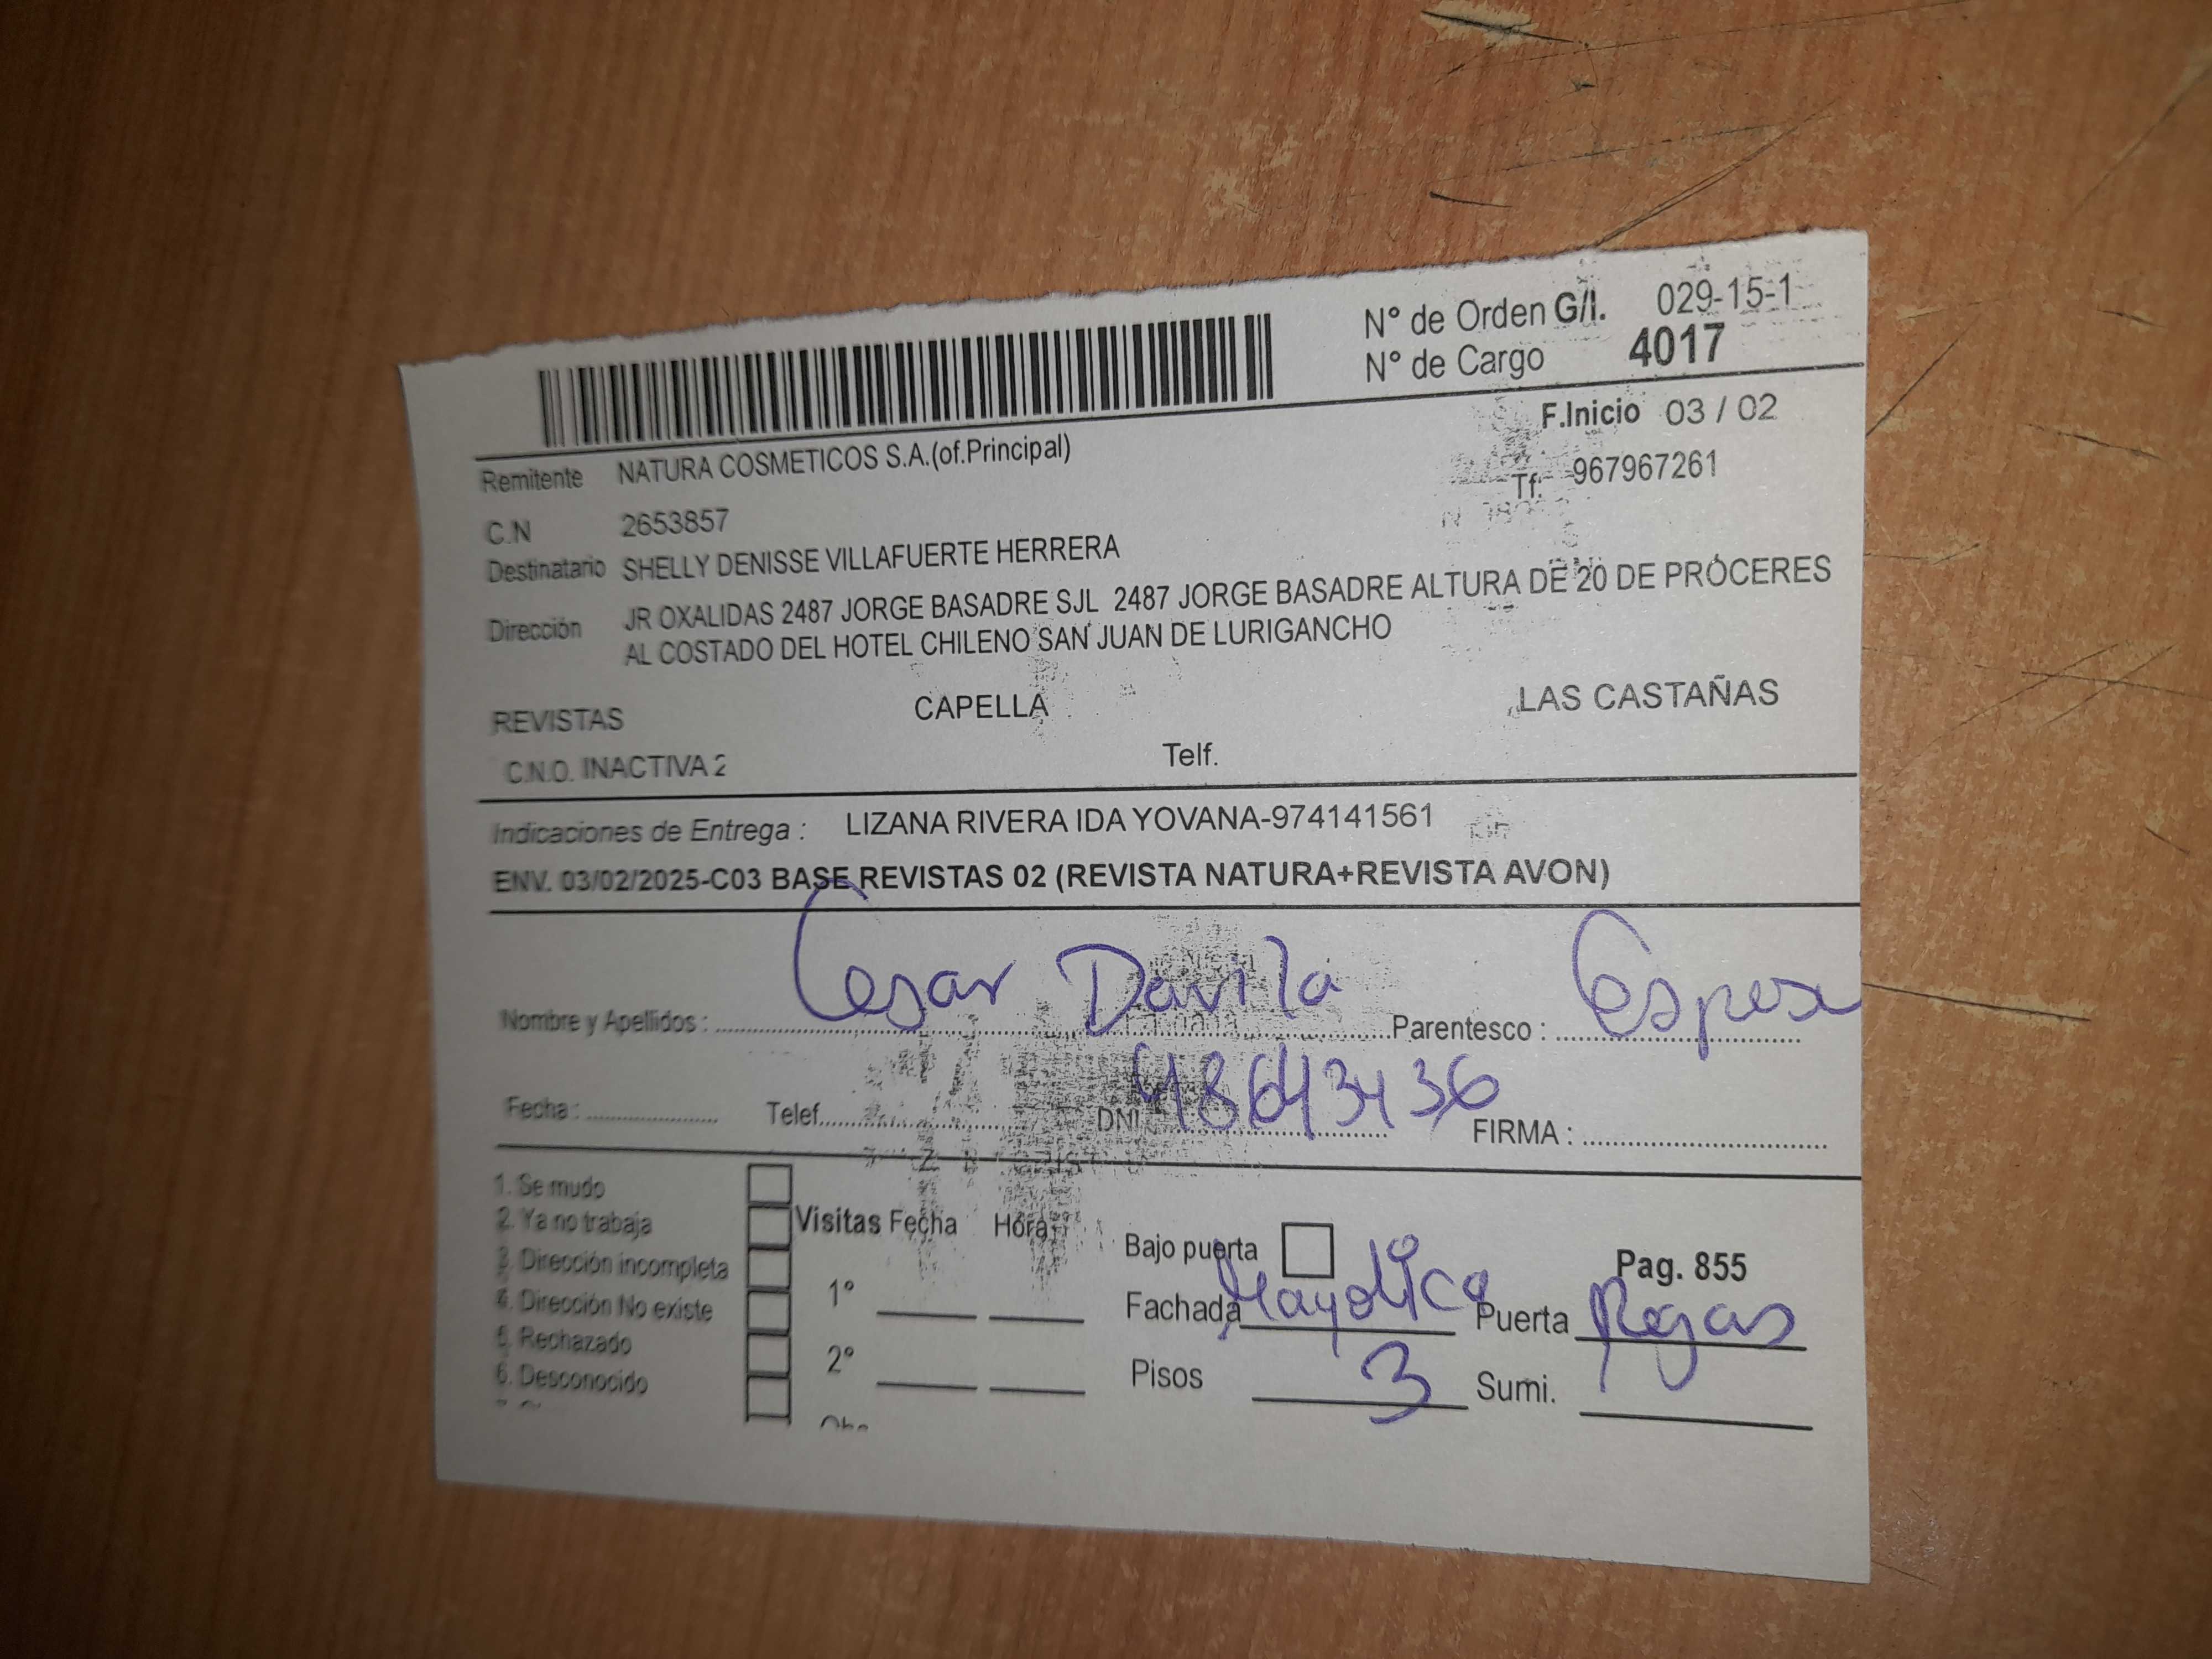 N° de Orden G/I. 029-15-1
N° de Cargo 4017
F.Inicio 03 / 02
Remitente NATURA COSMETICOS S.A.(of.Principal)
Tf: 967967261
C.N 2653857
Destinatario SHELLY DENISSE VILLAFUERTE HERRERA
Dirección JR OXALIDAS 2487 JORGE BASADRE SJL 2487 JORGE BASADRE ALTURA DE 20 DE PRÓCERES
AL COSTADO DEL HOTEL CHILENO SAN JUAN DE LURIGANCHO
REVISTAS CAPELLA LAS CASTAÑAS
C.N.O. INACTIVA 2 Telf.
Indicaciones de Entrega : LIZANA RIVERA IDA YOVANA-974141561
ENV. 03/02/2025-C03 BASE REVISTAS 02 (REVISTA NATURA+REVISTA AVON)
Nombre y Apellidos : Cesar Davila Parentesco :
Fecha : Telef. DNI FIRMA :
1. Se mudo
2. Ya no trabaja Visitas Fecha Hora Bajo puerta Pag. 855
3. Dirección incompleta 1° Fachada Mayolica Puerta Rejas
4. Dirección No existe
5. Rechazado 2° Pisos 3 Sumi.
6. Desconocido